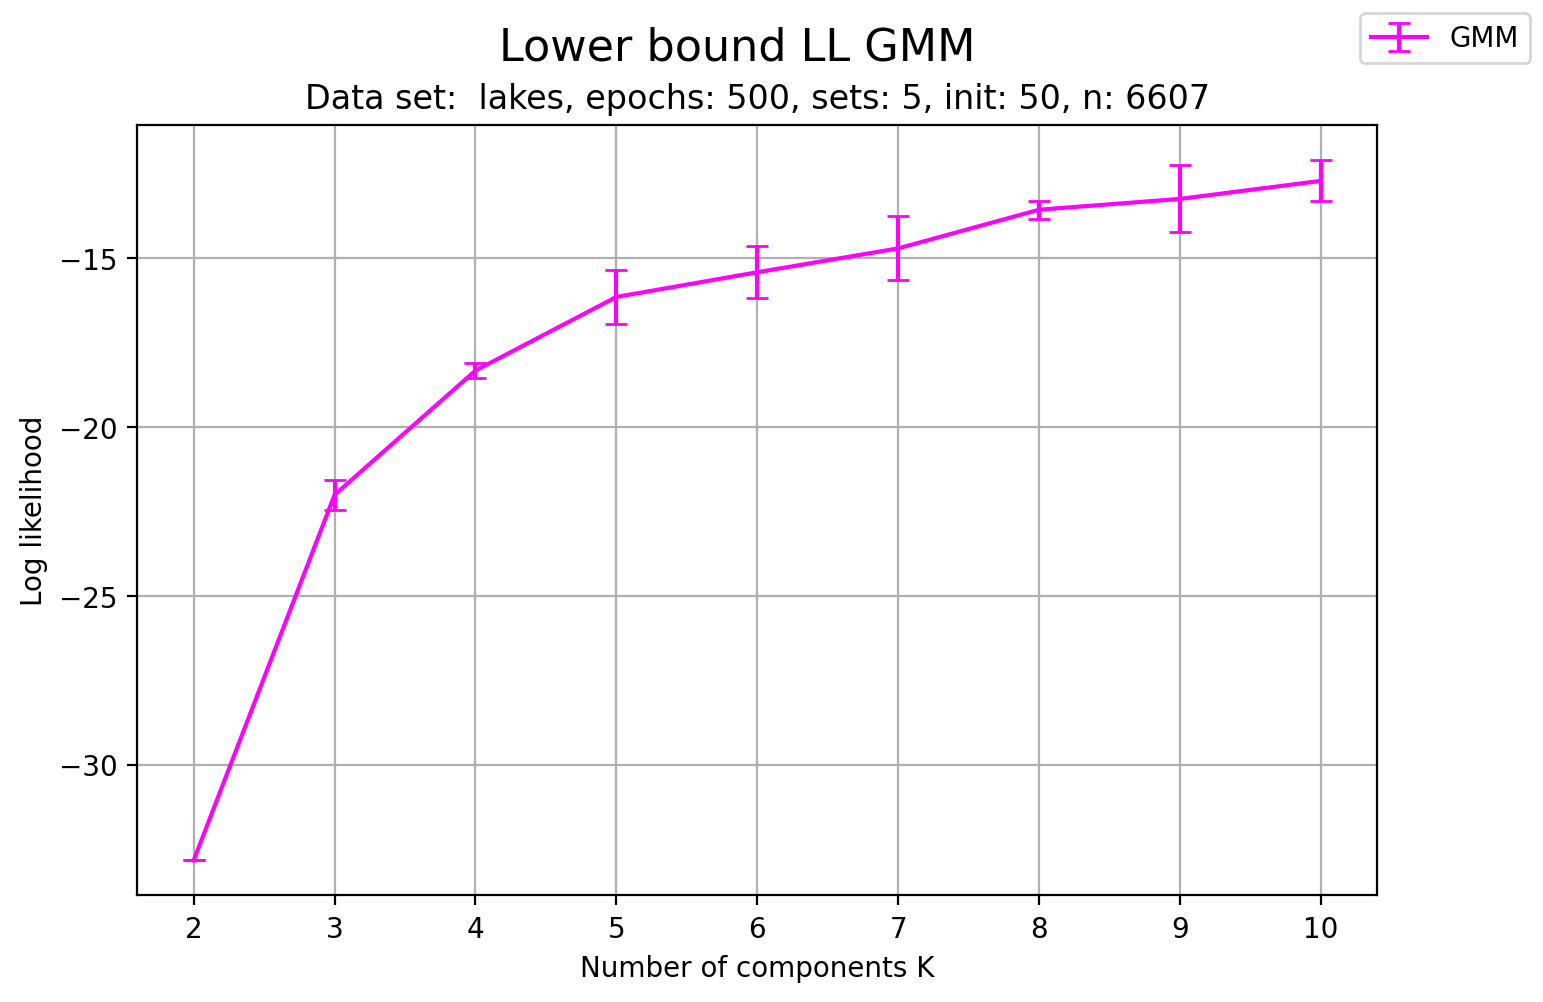 Lower bound LL GMM
GMM
Data set:  lakes, epochs: 500, sets: 5, init: 50, n: 6607
−15
−20
−25
−30
Log likelihood
2 3 4 5 6 7 8 9 10
Number of components K